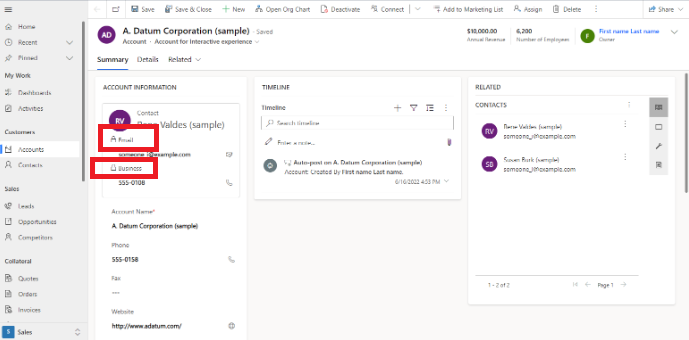 Save
Save & Close
New
Open Org Chart
Deactivate
Connect
Add to Marketing List
Assign
Delete
Share
Home
Recent
Pinned
My Work
Dashboards
Activities
Customers
Accounts
Contacts
Sales
Leads
Opportunities
Competitors
Collateral
Quotes
Orders
Invoices
S Sales
AD
A. Datum Corporation (sample) - Saved
Account · Account for Interactive experience
$10,000.00
Annual Revenue
6,200
Number of Employees
F
First name Last name
Owner
Summary Details Related
ACCOUNT INFORMATION
RV
Contact
Rene Valdes (sample)
Email
someone_i@example.com
Business
555-0108
Account Name*
A. Datum Corporation (sample)
Phone
555-0158
Fax
---
Website
http://www.adatum.com/
TIMELINE
Timeline
Search timeline
Enter a note...
Auto-post on A. Datum Corporation (sample)
Account: Created By First name Last name.
6/16/2022 4:53 PM
RELATED
CONTACTS
RV
Rene Valdes (sample)
someone_i@example.com
SB
Susan Burk (sample)
someone_l@example.com
1 - 2 of 2
Page 1